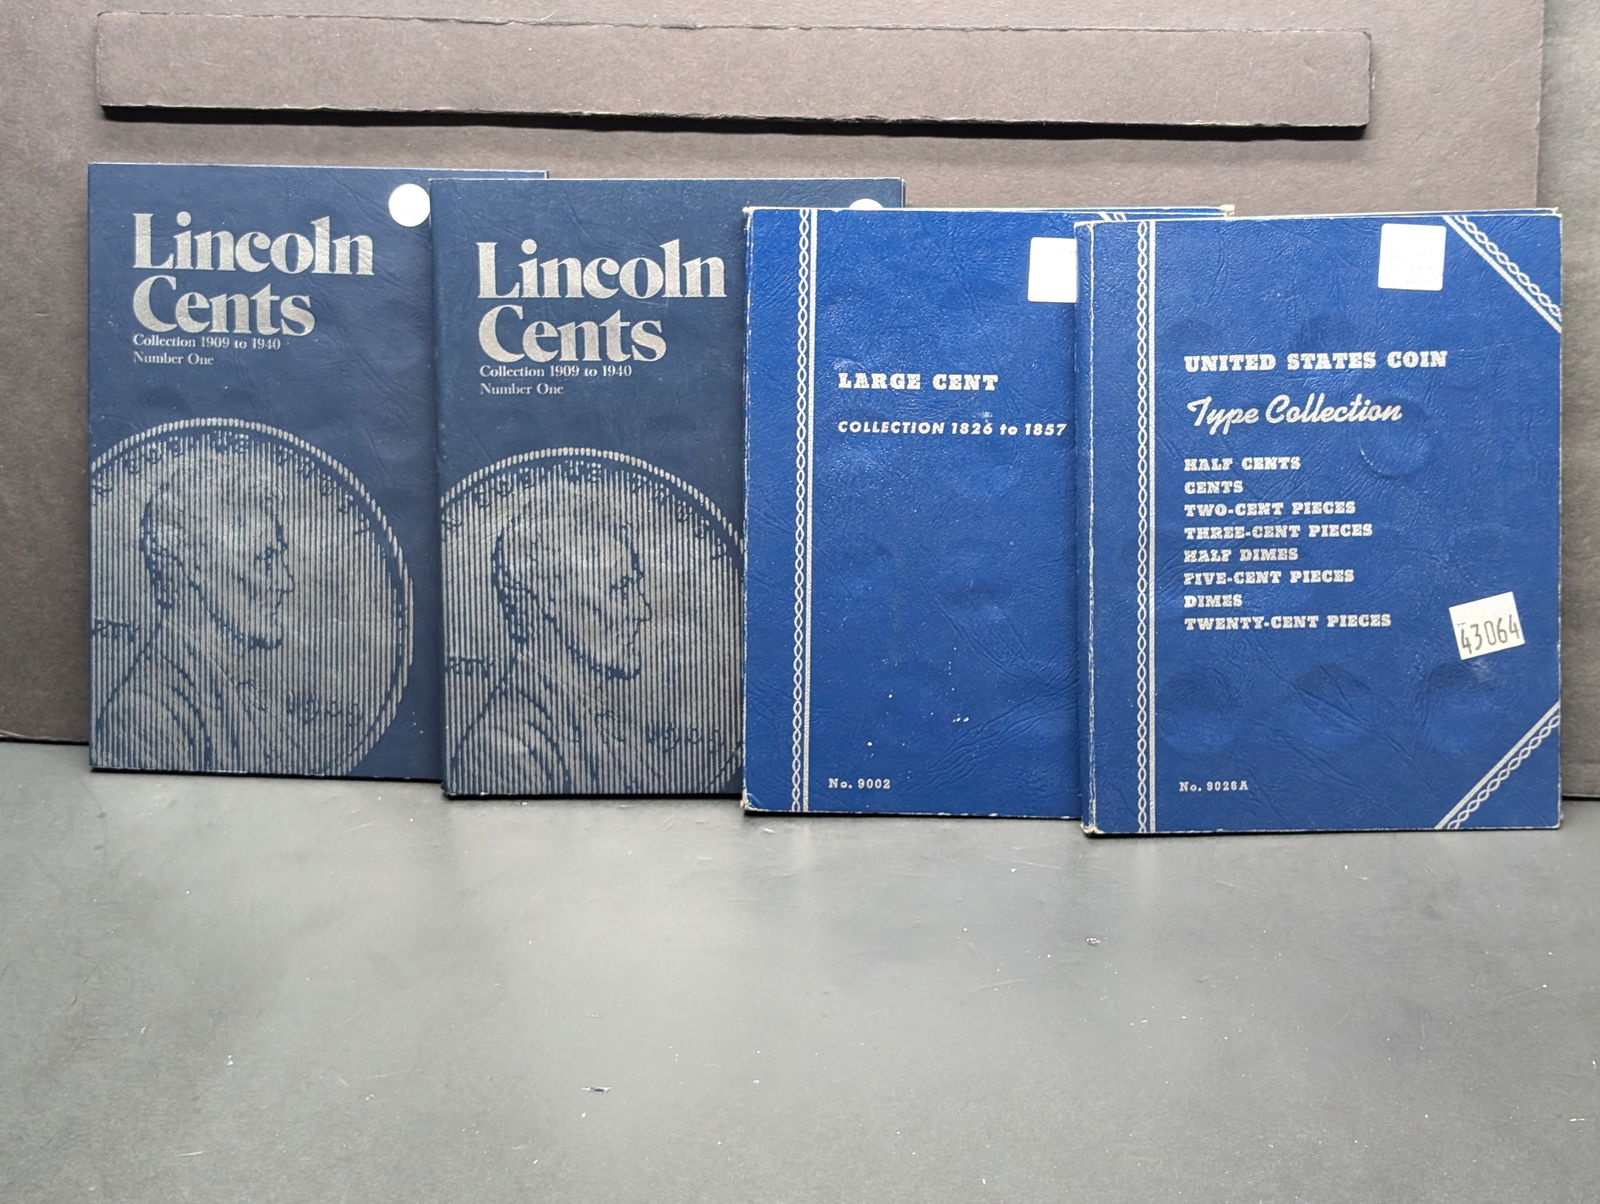 Lincoln
Cents
Collection 1909 to 1940
Number One
Lincoln
Cents
Collection 1909 to 1940
Number One
LARGE CENT
COLLECTION 1826 to 1857
No. 9002
UNITED STATES COIN
Type Collection
HALF CENTS
CENTS
TWO-CENT PIECES
THREE-CENT PIECES
HALF DIMES
FIVE-CENT PIECES
DIMES
TWENTY-CENT PIECES
43064
No. 9026A